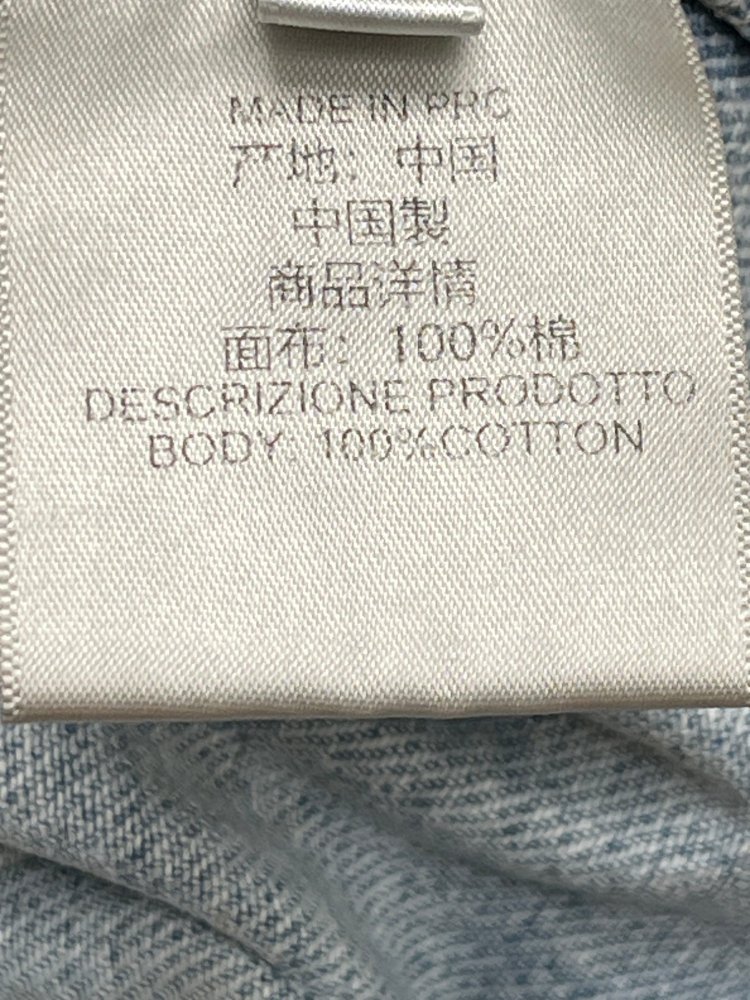 MADE IN PRC
产地：中国
中国製
商品洋情
面布：100%棉
DESCRIZIONE PRODOTTO
BODY: 100%COTTON